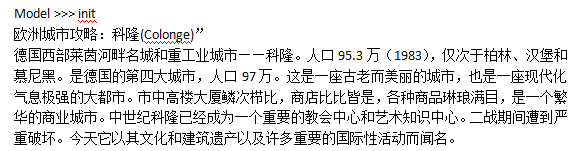 Model >>> init
欧洲城市攻略：科隆(Colonge)”
德国西部莱茵河畔名城和重工业城市——科隆。人口 95.3 万（1983），仅次于柏林、汉堡和
慕尼黑。是德国的第四大城市，人口 97 万。这是一座古老而美丽的城市，也是一座现代化
气息极强的大都市。市中高楼大厦鳞次栉比，商店比比皆是，各种商品琳琅满目，是一个繁
华的商业城市。中世纪科隆已经成为一个重要的教会中心和艺术知识中心。二战期间遭到严
重破坏。今天它以其文化和建筑遗产以及许多重要的国际性活动而闻名。